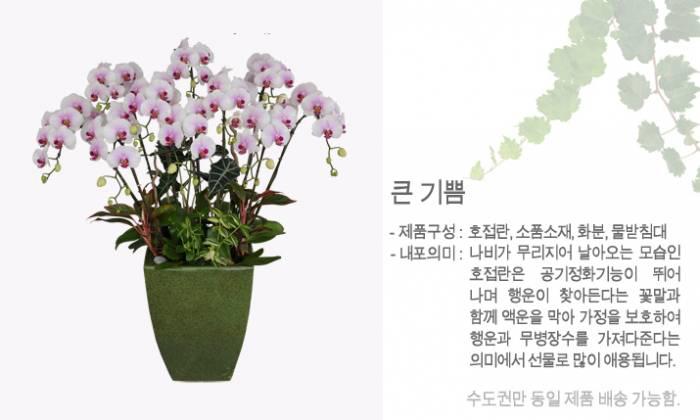 큰 기쁨
- 제품구성 : 호접란, 소품소재, 화분, 물받침대
- 내포의미 : 나비가 무리지어 날아오는 모습인
호접란은 공기정화기능이 뛰어
나며 행운이 찾아든다는 꽃말과
함께 액운을 막아 가정을 보호하여
행운과 무병장수를 가져다준다는
의미에서 선물로 많이 애용됩니다.
수도권만 동일 제품 배송 가능함.